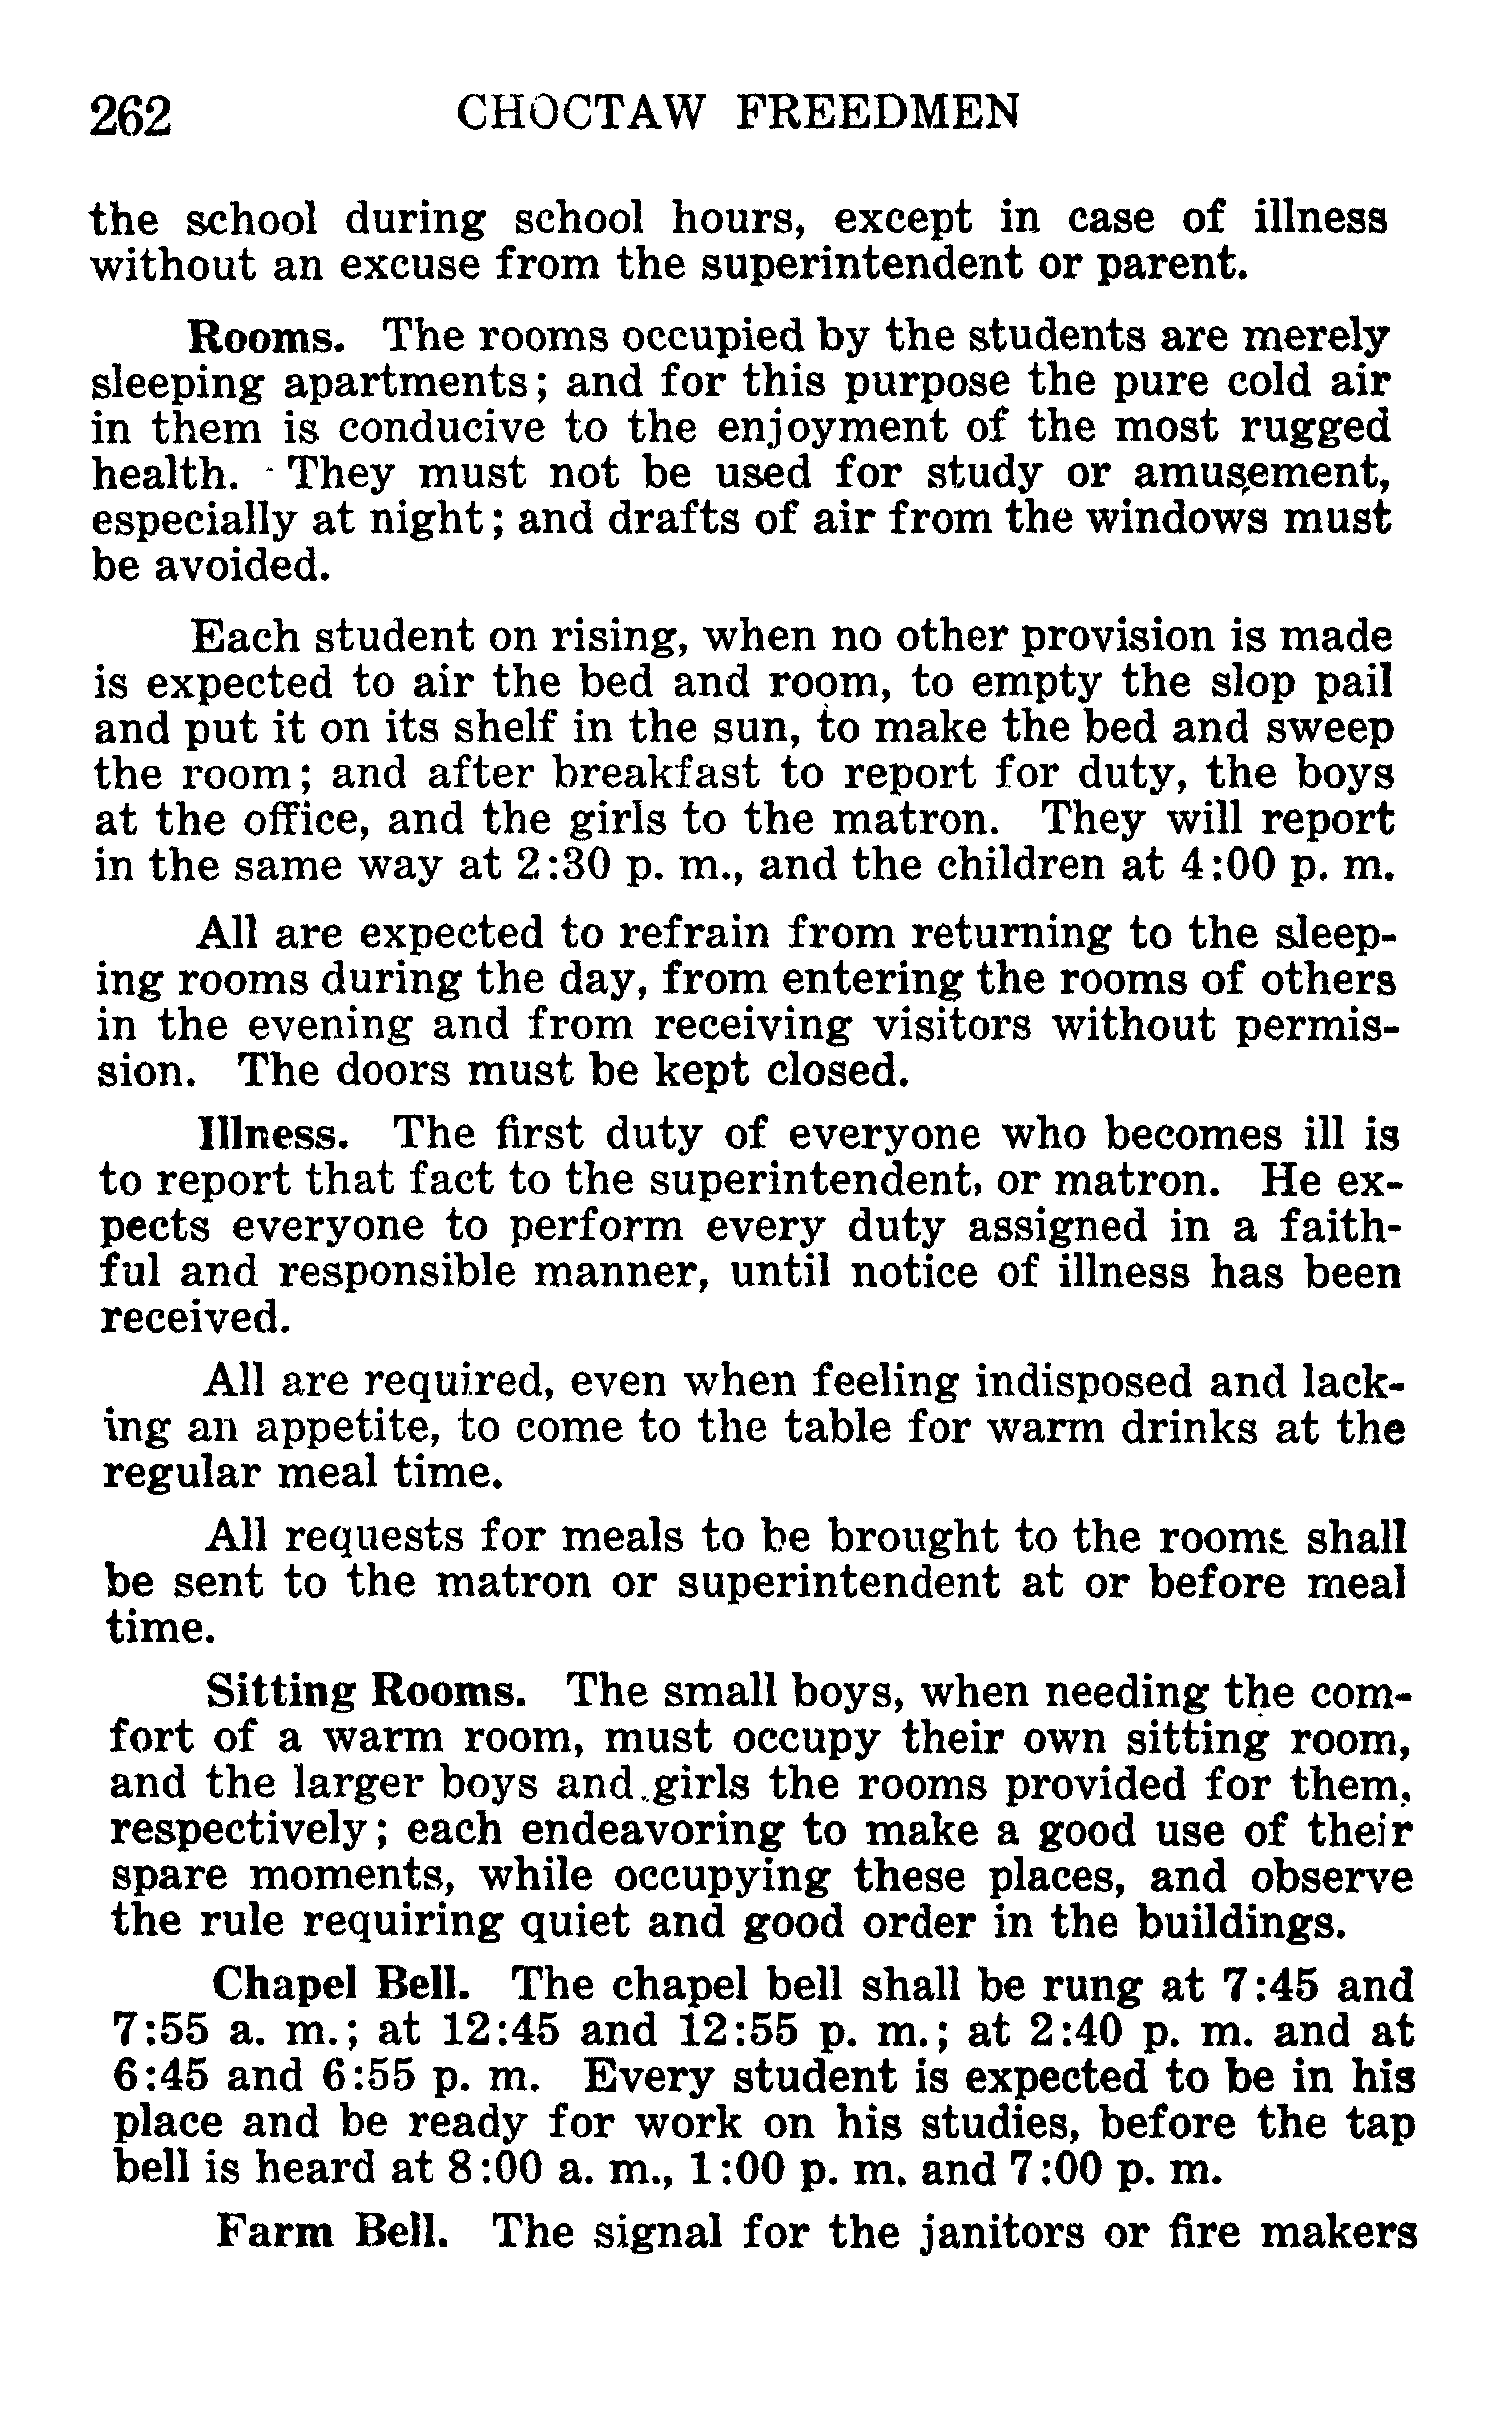 262 CHOCTAW FREEDMEN
the school during school hours, except in case of illness
without an excuse from the superintendent or parent.
Rooms. The rooms occupied by the students are merely
sleeping apartments; and for this purpose the pure cold air
in them is conducive to the enjoyment of the most rugged
health. They must not be used for study or amusement,
especially at night; and drafts of air from the windows must
be avoided.
Each student on rising, when no other provision is made
is expected to air the bed and room, to empty the slop pail
and put it on its shelf in the sun, to make the bed and sweep
the room; and after breakfast to report for duty, the boys
at the office, and the girls to the matron. They will report
in the same way at 2:30 p. m., and the children at 4:00 p. m.
All are expected to refrain from returning to the sleep-
ing rooms during the day, from entering the rooms of others
in the evening and from receiving visitors without permis-
sion. The doors must be kept closed.
Illness. The first duty of everyone who becomes ill is
to report that fact to the superintendent, or matron. He ex-
pects everyone to perform every duty assigned in a faith-
ful and responsible manner, until notice of illness has been
received.
All are required, even when feeling indisposed and lack-
ing an appetite, to come to the table for warm drinks at the
regular meal time.
All requests for meals to be brought to the rooms shall
be sent to the matron or superintendent at or before meal
time.
Sitting Rooms. The small boys, when needing the com-
fort of a warm room, must occupy their own sitting room,
and the larger boys and girls the rooms provided for them,
respectively; each endeavoring to make a good use of their
spare moments, while occupying these places, and observe
the rule requiring quiet and good order in the buildings.
Chapel Bell. The chapel bell shall be rung at 7:45 and
7:55 a. m.; at 12:45 and 12:55 p. m.; at 2:40 p. m. and at
6:45 and 6:55 p. m. Every student is expected to be in his
place and be ready for work on his studies, before the tap
bell is heard at 8:00 a. m., 1:00 p. m. and 7:00 p. m.
Farm Bell. The signal for the janitors or fire makers